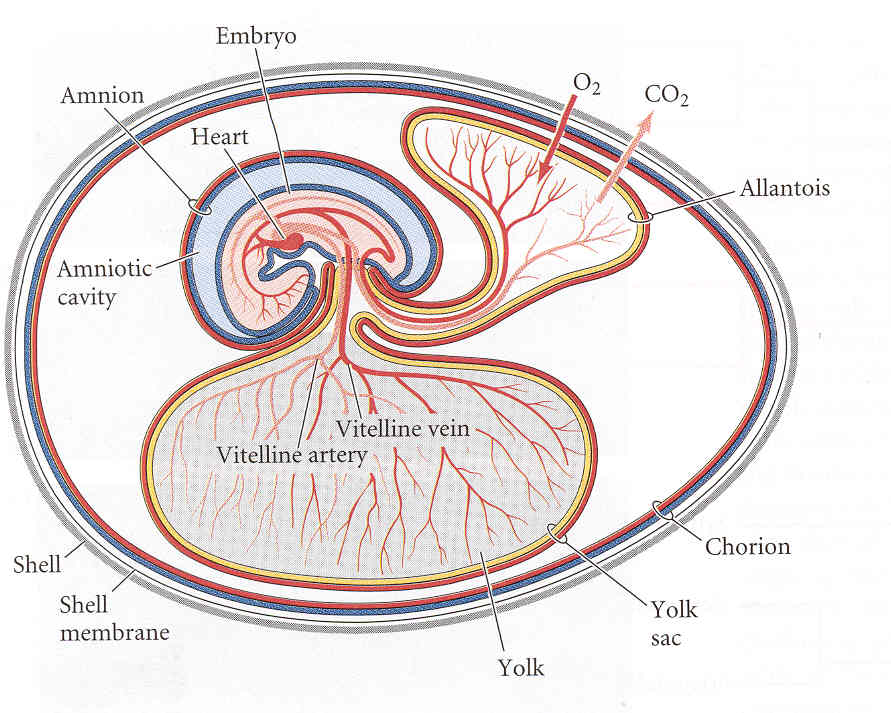 Embryo
Amnion
O2
CO2
Heart
Allantois
Amniotic
cavity
Vitelline vein
Vitelline artery
Chorion
Shell
Shell
membrane
Yolk
sac
Yolk